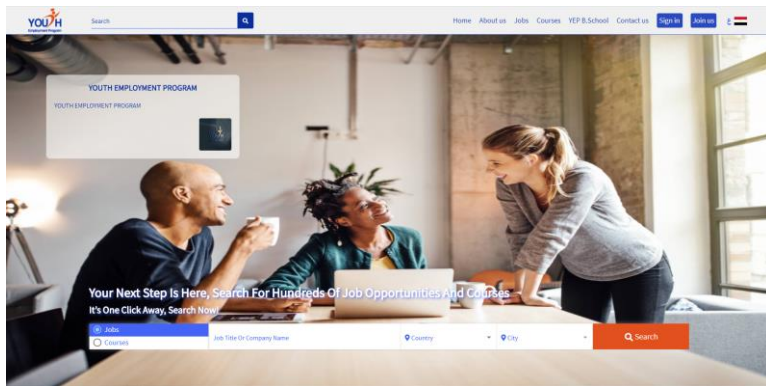 YOUTH
Employment Program
Search
Home About us Jobs Courses YEP B.School Contact us Sign in Join us ع
YOUTH EMPLOYMENT PROGRAM
YOUTH EMPLOYMENT PROGRAM
Your Next Step Is Here, Search For Hundreds Of Job Opportunities And Courses
It's One Click Away, Search Now!
Jobs
Courses
Job Title Or Company Name
Country
City
Search